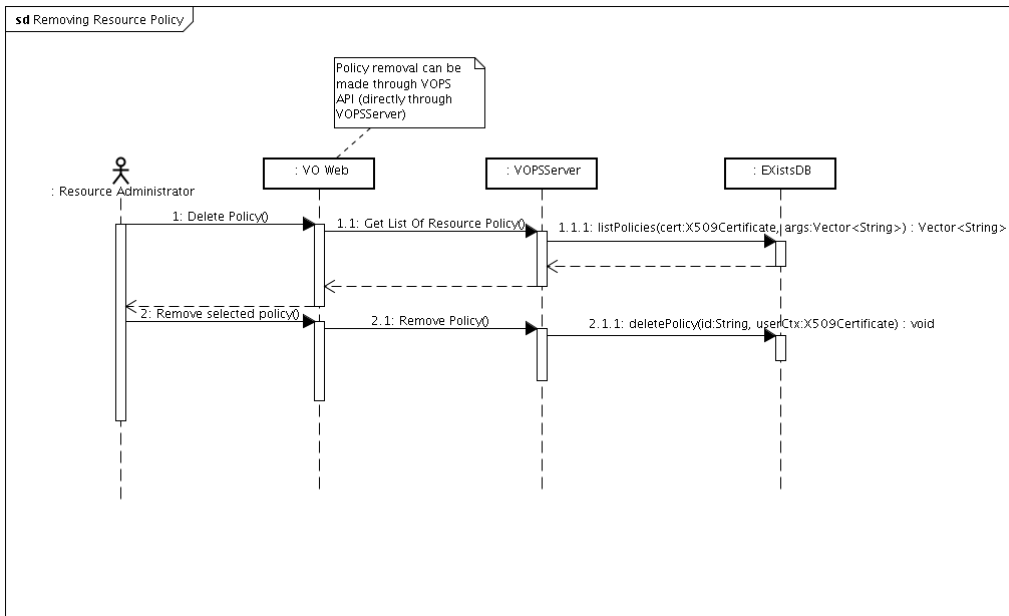 sd Removing Resource Policy
Policy removal can be
made through VOPS
API (directly through
VOPSServer)
: Resource Administrator
: VO Web
: VOPSServer
: EXistsDB
1: Delete Policy()
1.1: Get List Of Resource Policy()
1.1.1: listPolicies(cert:X509Certificate, args:Vector<String>) : Vector<String>
2: Remove selected policy()
2.1: Remove Policy()
2.1.1: deletePolicy(id:String, userCtx:X509Certificate) : void